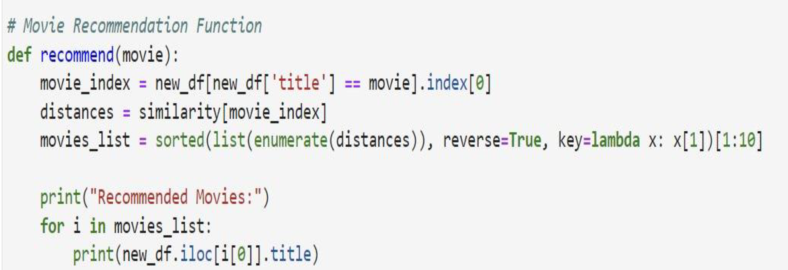 # Movie Recommendation Function
def recommend(movie):
    movie_index = new_df[new_df['title'] == movie].index[0]
    distances = similarity[movie_index]
    movies_list = sorted(list(enumerate(distances)), reverse=True, key=lambda x: x[1])[1:10]

    print("Recommended Movies:")
    for i in movies_list:
        print(new_df.iloc[i[0]].title)